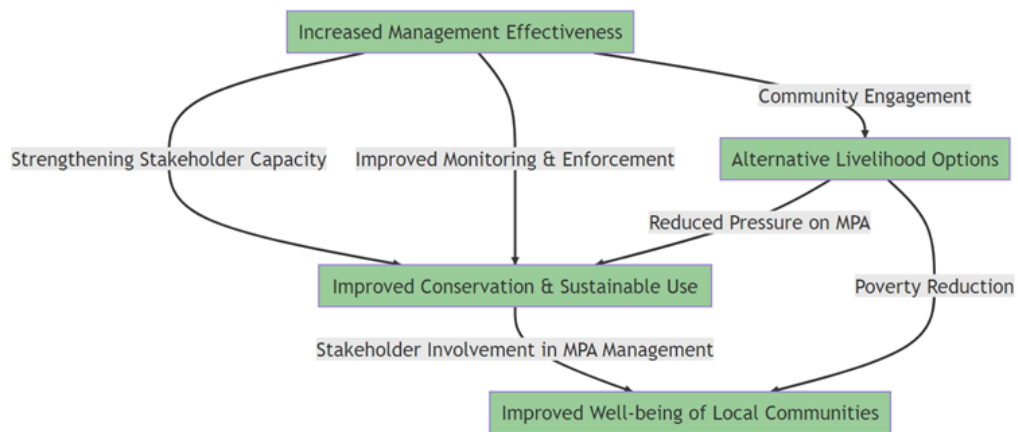 Increased Management Effectiveness
Community Engagement
Strengthening Stakeholder Capacity
Improved Monitoring & Enforcement
Alternative Livelihood Options
Reduced Pressure on MPA
Improved Conservation & Sustainable Use
Poverty Reduction
Stakeholder Involvement in MPA Management
Improved Well-being of Local Communities